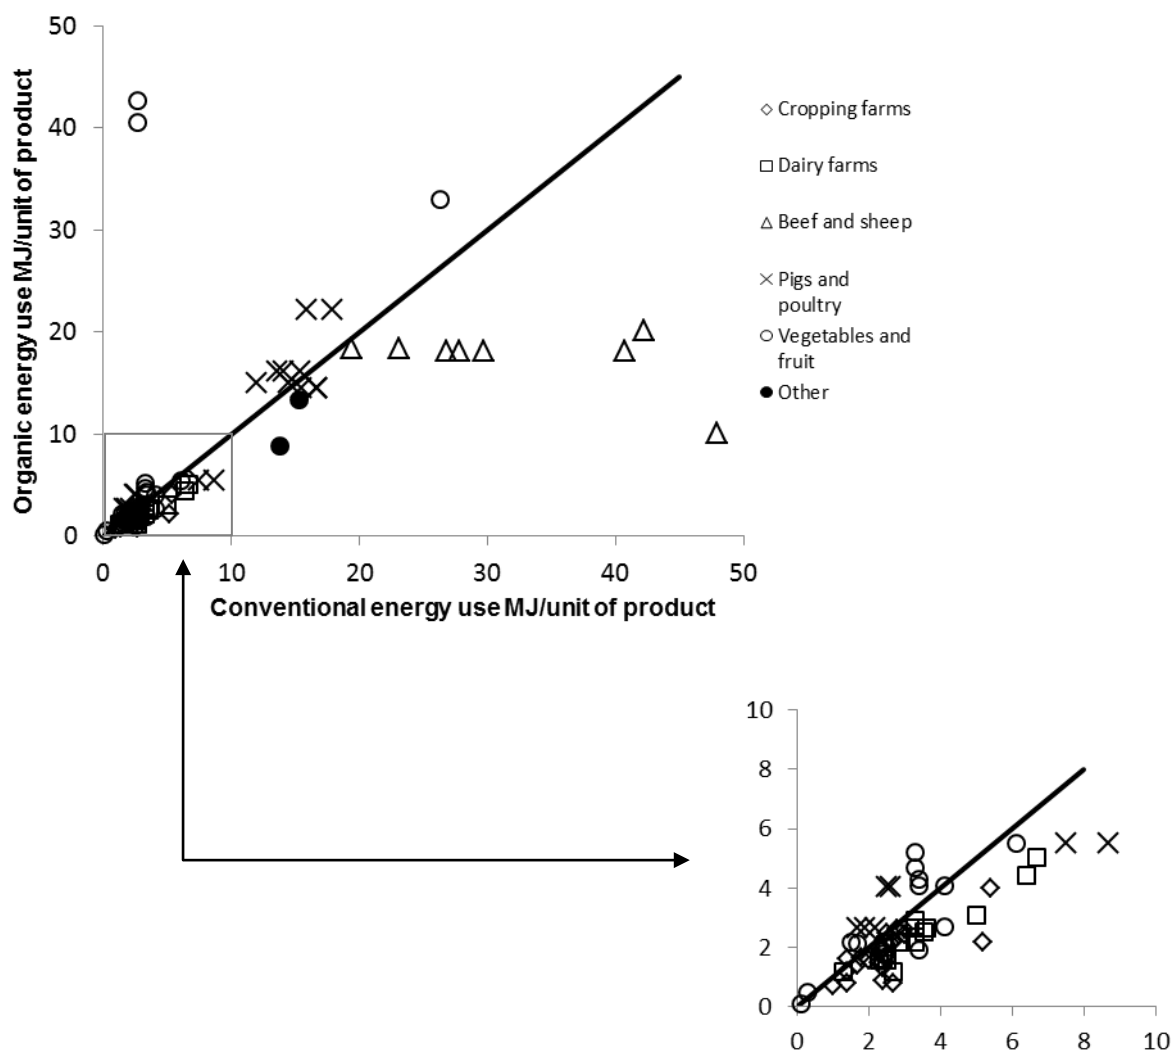 50
40
30
20
10
0
Organic energy use MJ/unit of product
0 10 20 30 40 50
Conventional energy use MJ/unit of product
Cropping farms
Dairy farms
Beef and sheep
Pigs and
poultry
Vegetables and
fruit
Other
10
8
6
4
2
0
0 2 4 6 8 10